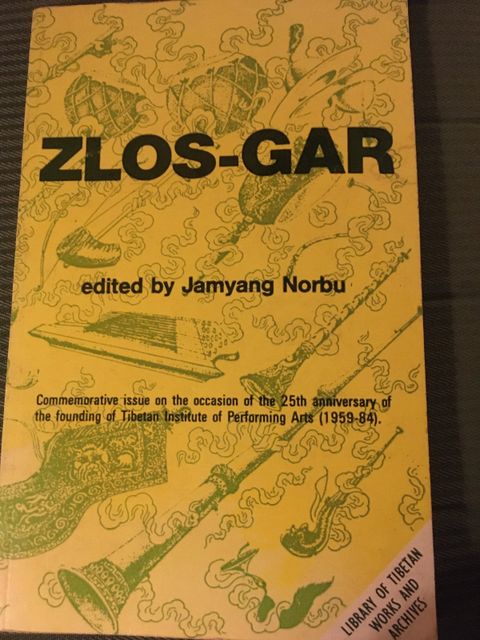 ZLOS-GAR
edited by Jamyang Norbu
Commemorative issue on the occasion of the 25th anniversary of
the founding of Tibetan Institute of Performing Arts (1959-84).
LIBRARY OF TIBETAN
WORKS AND
ARCHIVES